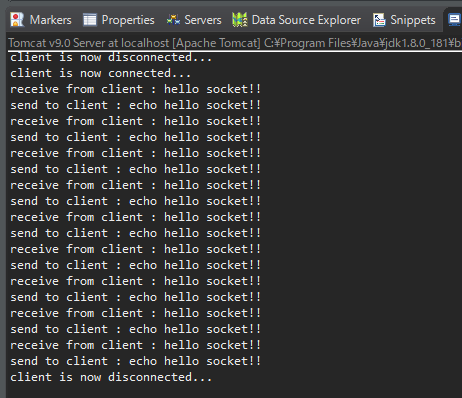 Markers Properties Servers Data Source Explorer Snippets
Tomcat v9.0 Server at localhost [Apache Tomcat] C:¥Program Files¥Java¥jdk1.8.0_181¥b
client is now disconnected...
client is now connected...
receive from client : hello socket!!
send to client : echo hello socket!!
receive from client : hello socket!!
send to client : echo hello socket!!
receive from client : hello socket!!
send to client : echo hello socket!!
receive from client : hello socket!!
send to client : echo hello socket!!
receive from client : hello socket!!
send to client : echo hello socket!!
receive from client : hello socket!!
send to client : echo hello socket!!
receive from client : hello socket!!
send to client : echo hello socket!!
receive from client : hello socket!!
send to client : echo hello socket!!
receive from client : hello socket!!
send to client : echo hello socket!!
client is now disconnected...